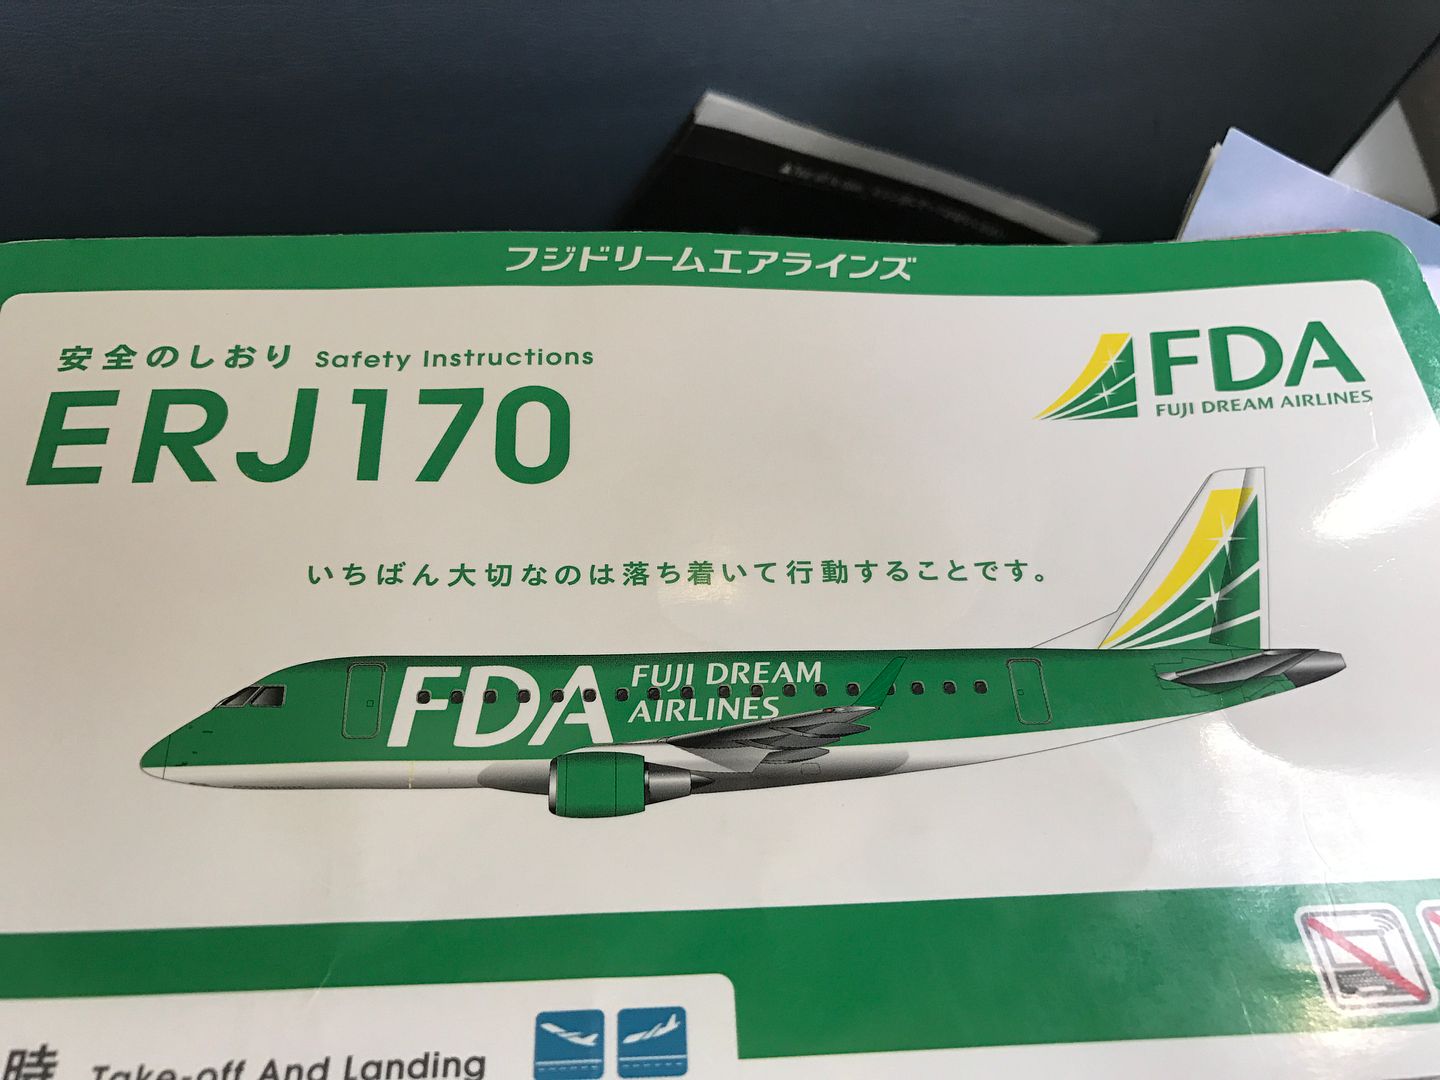 フジドリームエアラインズ
安全のしおり Safety Instructions
ERJ170
FDA
FUJI DREAM AIRLINES
いちばん大切なのは落ち着いて行動することです。
FDA
FUJI DREAM
AIRLINES
時 Take-off And Landing